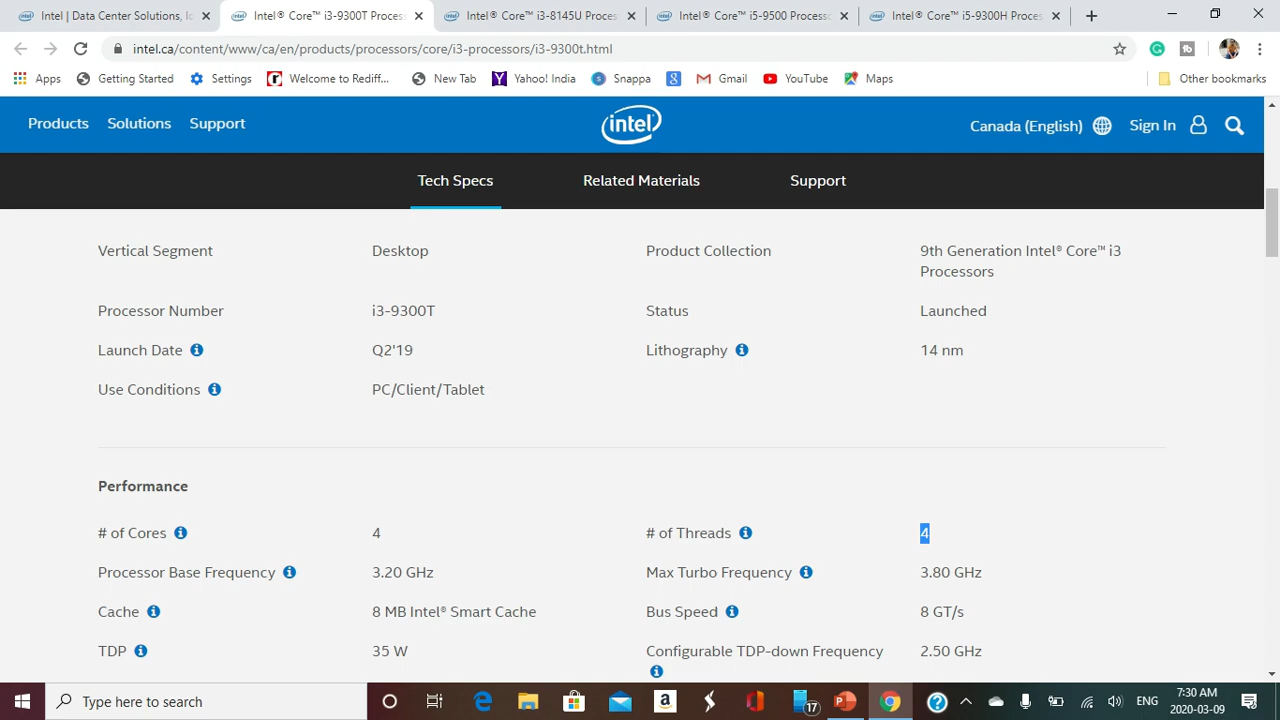 Intel | Data Center Solutions, Io
Intel® Core™ i3-9300T Process
Intel® Core™ i3-8145U Process
Intel® Core™ i5-9500 Processo
Intel® Core™ i5-9300H Process
intel.ca/content/www/ca/en/products/processors/core/i3-processors/i3-9300t.html
Apps Getting Started Settings Welcome to Rediff... New Tab Yahoo! India Snappa Gmail YouTube Maps Other bookmarks
Products Solutions Support intel Canada (English) Sign In
Tech Specs Related Materials Support
Vertical Segment Desktop Product Collection 9th Generation Intel® Core™ i3
Processors
Processor Number i3-9300T Status Launched
Launch Date Q2'19 Lithography 14 nm
Use Conditions PC/Client/Tablet
Performance
# of Cores 4 # of Threads 4
Processor Base Frequency 3.20 GHz Max Turbo Frequency 3.80 GHz
Cache 8 MB Intel® Smart Cache Bus Speed 8 GT/s
TDP 35 W Configurable TDP-down Frequency 2.50 GHz
Type here to search 17 ENG 7:30 AM
2020-03-09